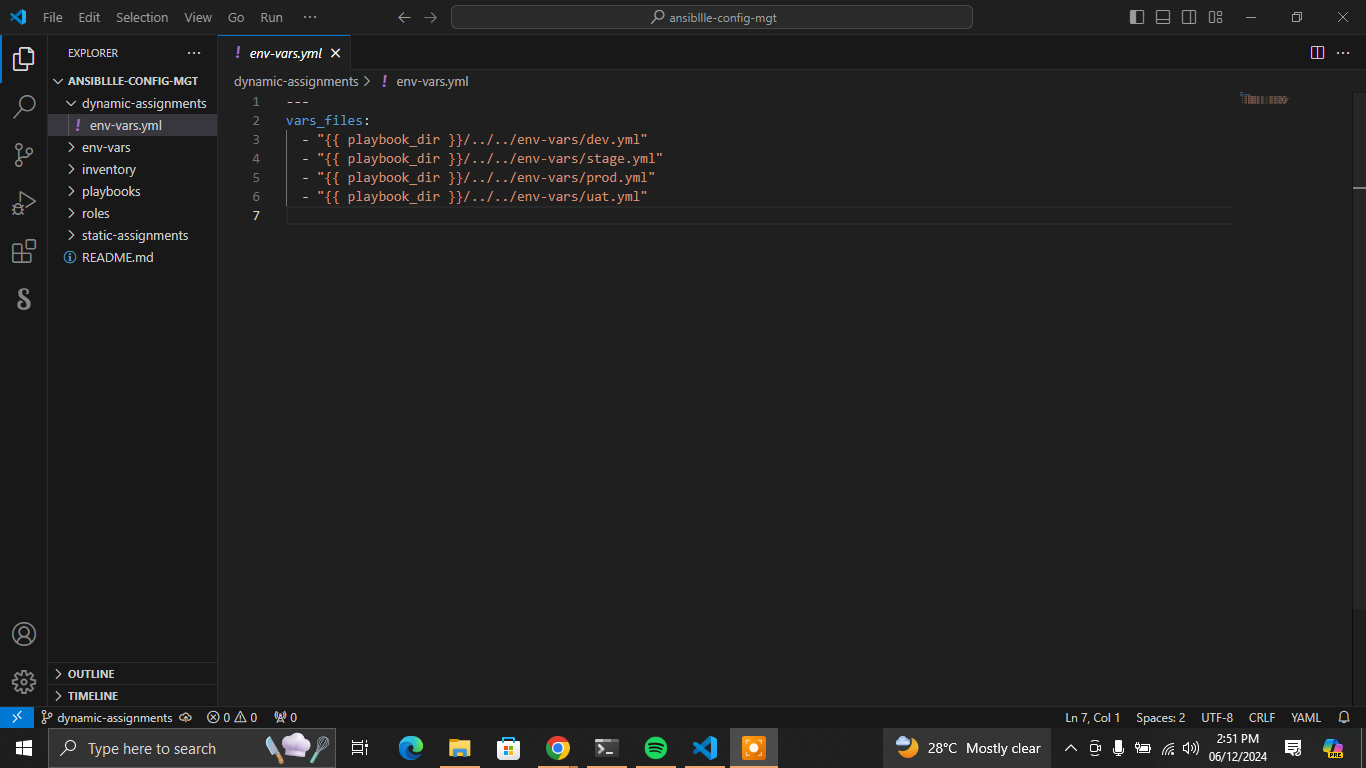 File Edit Selection View Go Run ···
ansibllle-config-mgt
EXPLORER
ANSIBLLLE-CONFIG-MGT
dynamic-assignments
! env-vars.yml
env-vars
inventory
playbooks
roles
static-assignments
README.md
OUTLINE
TIMELINE
! env-vars.yml
dynamic-assignments > ! env-vars.yml
1 ---
2 vars_files:
3 - "{{ playbook_dir }}/../../env-vars/dev.yml"
4 - "{{ playbook_dir }}/../../env-vars/stage.yml"
5 - "{{ playbook_dir }}/../../env-vars/prod.yml"
6 - "{{ playbook_dir }}/../../env-vars/uat.yml"
7
dynamic-assignments 0 0 0 Ln 7, Col 1 Spaces: 2 UTF-8 CRLF YAML
Type here to search 28°C Mostly clear 2:51 PM
06/12/2024
PRE